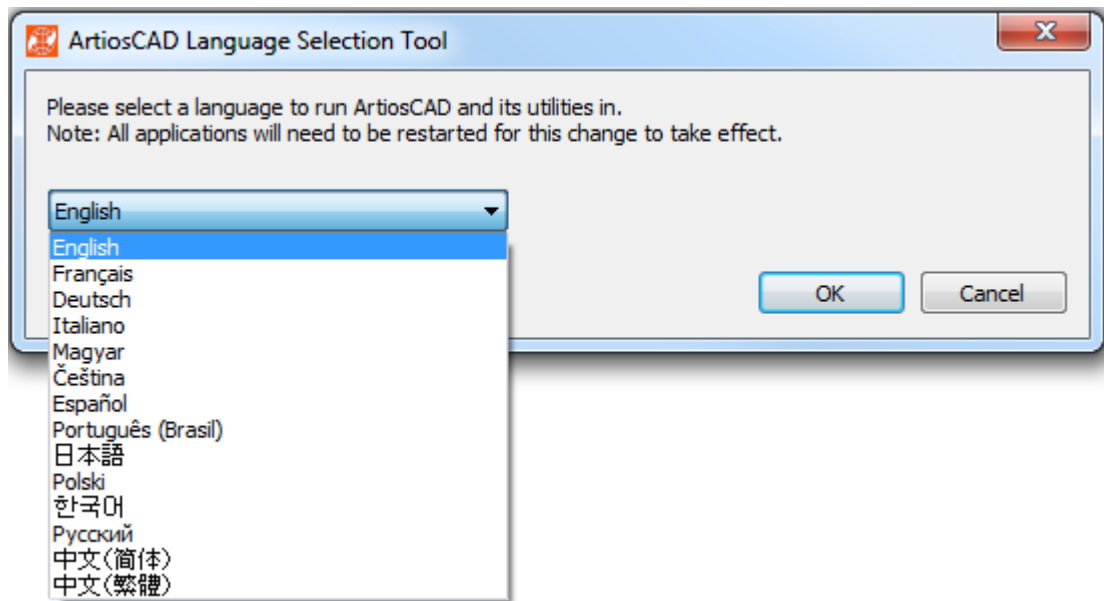 ArtiosCAD Language Selection Tool
Please select a language to run ArtiosCAD and its utilities in.
Note: All applications will need to be restarted for this change to take effect.
English
English
Français
Deutsch
OK
Cancel
Italiano
Magyar
Čeština
Español
Português (Brasil)
日本語
Polski
한국어
Русский
中文(简体)
中文(繁體)